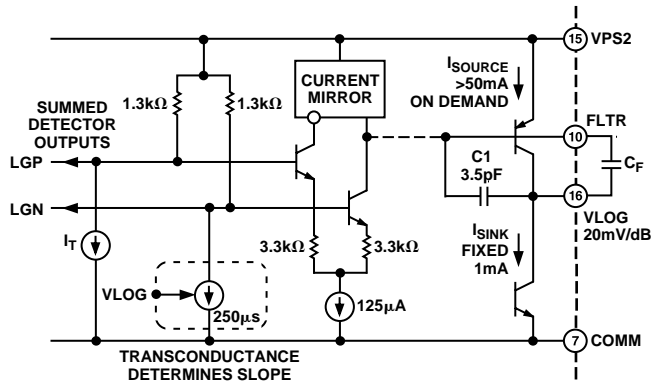 15 VPS2
CURRENT
MIRROR
ISOURCE
>50mA
ON DEMAND
1.3kΩ
1.3kΩ
SUMMED
DETECTOR
OUTPUTS
FLTR
10
LGP
C1
3.5pF
CF
16
LGN
VLOG
20mV/dB
IT
3.3kΩ
3.3kΩ
ISINK
FIXED
1mA
VLOG
250μs
125μA
7 COMM
TRANSCONDUCTANCE
DETERMINES SLOPE